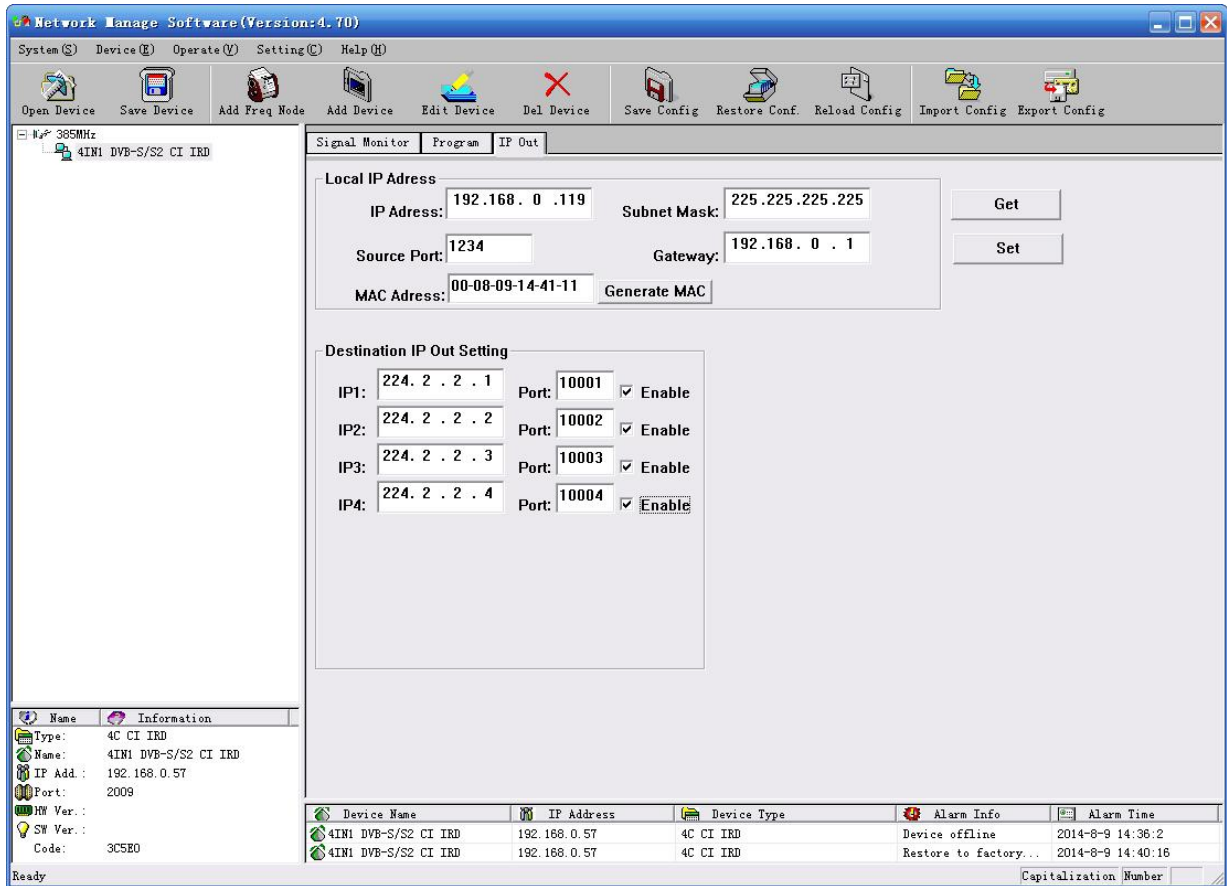 Network Manage Software(Version:4.70)
System(S) Device(E) Operate(V) Setting(C) Help(H)
Open Device Save Device Add Freq Node Add Device Edit Device Del Device Save Config Restore Conf. Reload Config Import Config Export Config
385MHz
4IN1 DVB-S/S2 CI IRD
Signal Monitor Program IP Out
Local IP Adress
IP Adress: 192.168. 0 .119 Subnet Mask: 225.225.225.225 Get
Source Port: 1234 Gateway: 192.168. 0 . 1 Set
MAC Adress: 00-08-09-14-41-11 Generate MAC
Destination IP Out Setting
IP1: 224. 2 . 2 . 1 Port: 10001 Enable
IP2: 224. 2 . 2 . 2 Port: 10002 Enable
IP3: 224. 2 . 2 . 3 Port: 10003 Enable
IP4: 224. 2 . 2 . 4 Port: 10004 Enable
Name Information
Type: 4C CI IRD
Name: 4IN1 DVB-S/S2 CI IRD
IP Add.: 192.168.0.57
Port: 2009
HW Ver.:
SW Ver.:
Code: 3C5E0
Device Name IP Address Device Type Alarm Info Alarm Time
4IN1 DVB-S/S2 CI IRD 192.168.0.57 4C CI IRD Device offline 2014-8-9 14:36:2
4IN1 DVB-S/S2 CI IRD 192.168.0.57 4C CI IRD Restore to factory... 2014-8-9 14:40:16
Ready Capitalization Number